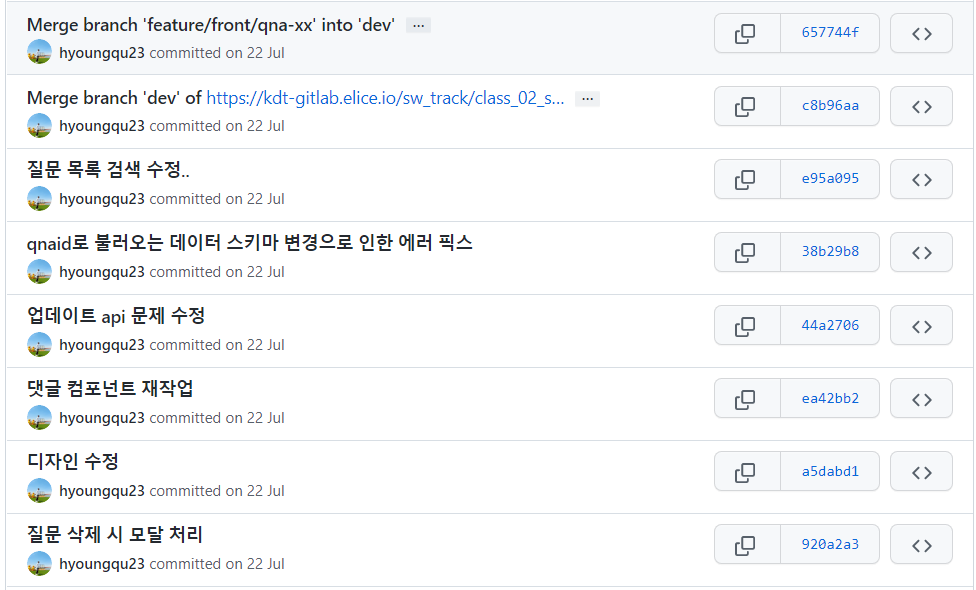 Merge branch 'feature/front/qna-xx' into 'dev' ...
hyoungqu23 committed on 22 Jul
657744f
Merge branch 'dev' of https://kdt-gitlab.elice.io/sw_track/class_02_s... ...
hyoungqu23 committed on 22 Jul
c8b96aa
질문 목록 검색 수정..
hyoungqu23 committed on 22 Jul
e95a095
qnaid로 불러오는 데이터 스키마 변경으로 인한 에러 픽스
hyoungqu23 committed on 22 Jul
38b29b8
업데이트 api 문제 수정
hyoungqu23 committed on 22 Jul
44a2706
댓글 컴포넌트 재작업
hyoungqu23 committed on 22 Jul
ea42bb2
디자인 수정
hyoungqu23 committed on 22 Jul
a5dabd1
질문 삭제 시 모달 처리
hyoungqu23 committed on 22 Jul
920a2a3